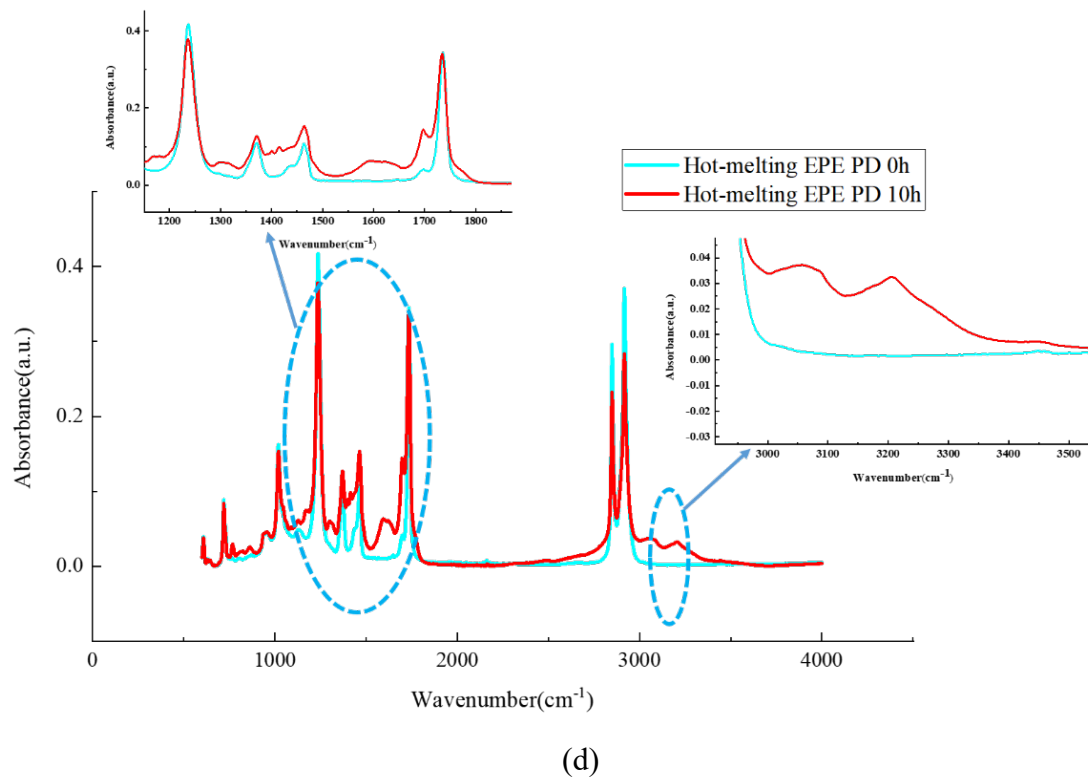 0.4
0.2
0.0
Absorbance(a.u.)
1200 1300 1400 1500 1600 1700 1800
Wavenumber(cm-1)
Hot-melting EPE PD 0h
Hot-melting EPE PD 10h
0.04
0.03
0.02
0.01
0.00
−0.01
−0.02
−0.03
Absorbance(a.u.)
3000 3100 3200 3300 3400 3500
Wavenumber(cm-1)
0.4
0.2
0.0
Absorbance(a.u.)
0 1000 2000 3000 4000
Wavenumber(cm-1)
(d)